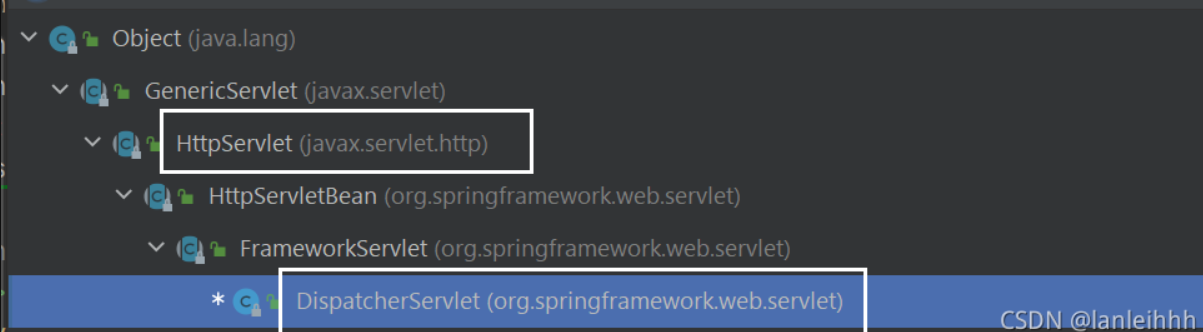 Object (java.lang)
GenericServlet (javax.servlet)
HttpServlet (javax.servlet.http)
HttpServletBean (org.springframework.web.servlet)
FrameworkServlet (org.springframework.web.servlet)
* DispatcherServlet (org.springframework.web.servlet)
CSDN @lanleihhh